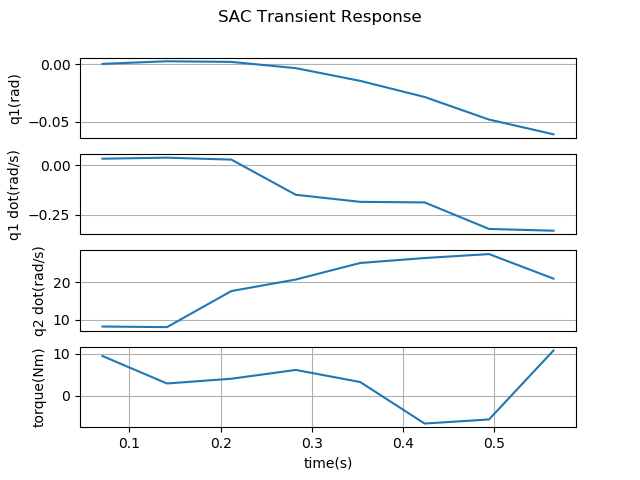 SAC Transient Response
q1(rad)
0.00
−0.05
q1 dot(rad/s)
0.00
−0.25
q2 dot(rad/s)
20
10
torque(Nm)
10
0
0.1 0.2 0.3 0.4 0.5
time(s)